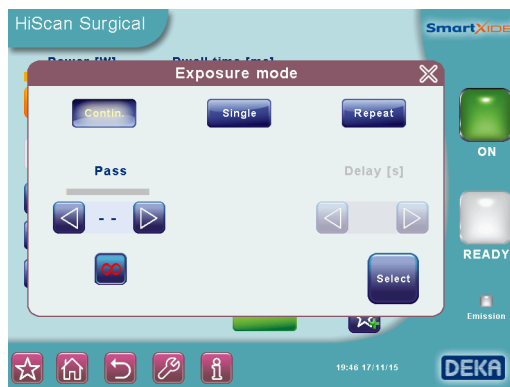 HiScan Surgical
SmartXIDE
Power [W] Dwell time [ms]
Exposure mode
Contin.
Single
Repeat
ON
Pass
Delay [s]
- -
∞
READY
Select
Emission
19:46 17/11/15
DEKA